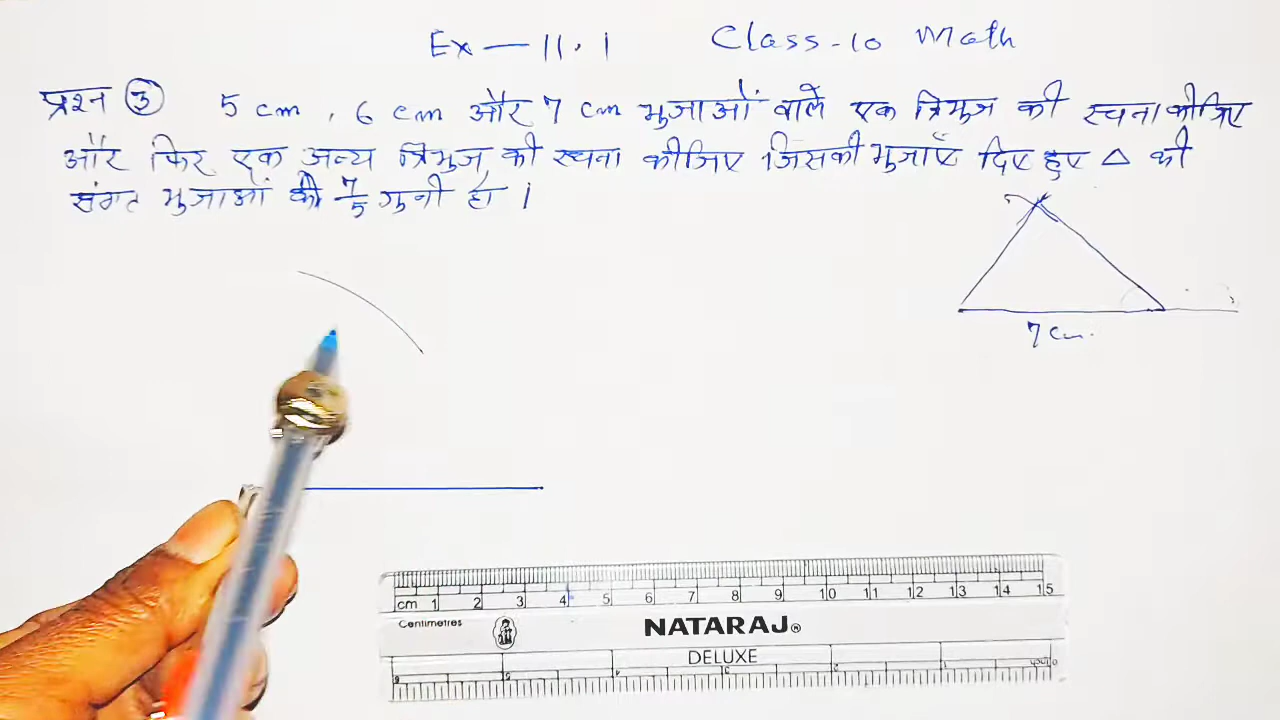 Ex — 11.1 Class-10 Math
प्रश्न 3 5 cm , 6 cm और 7 cm भुजाओं वाले एक त्रिभुज की रचना कीजिए
और फिर एक अन्य त्रिभुज की रचना कीजिए जिसकी भुजाएँ दिए हुए △ की
संगत भुजाओं की 7/5 गुनी हों ।
7 cm.
cm 1 2 3 4 5 6 7 8 9 10 11 12 13 14 15
Centimetres
NATARAJ®
DELUXE